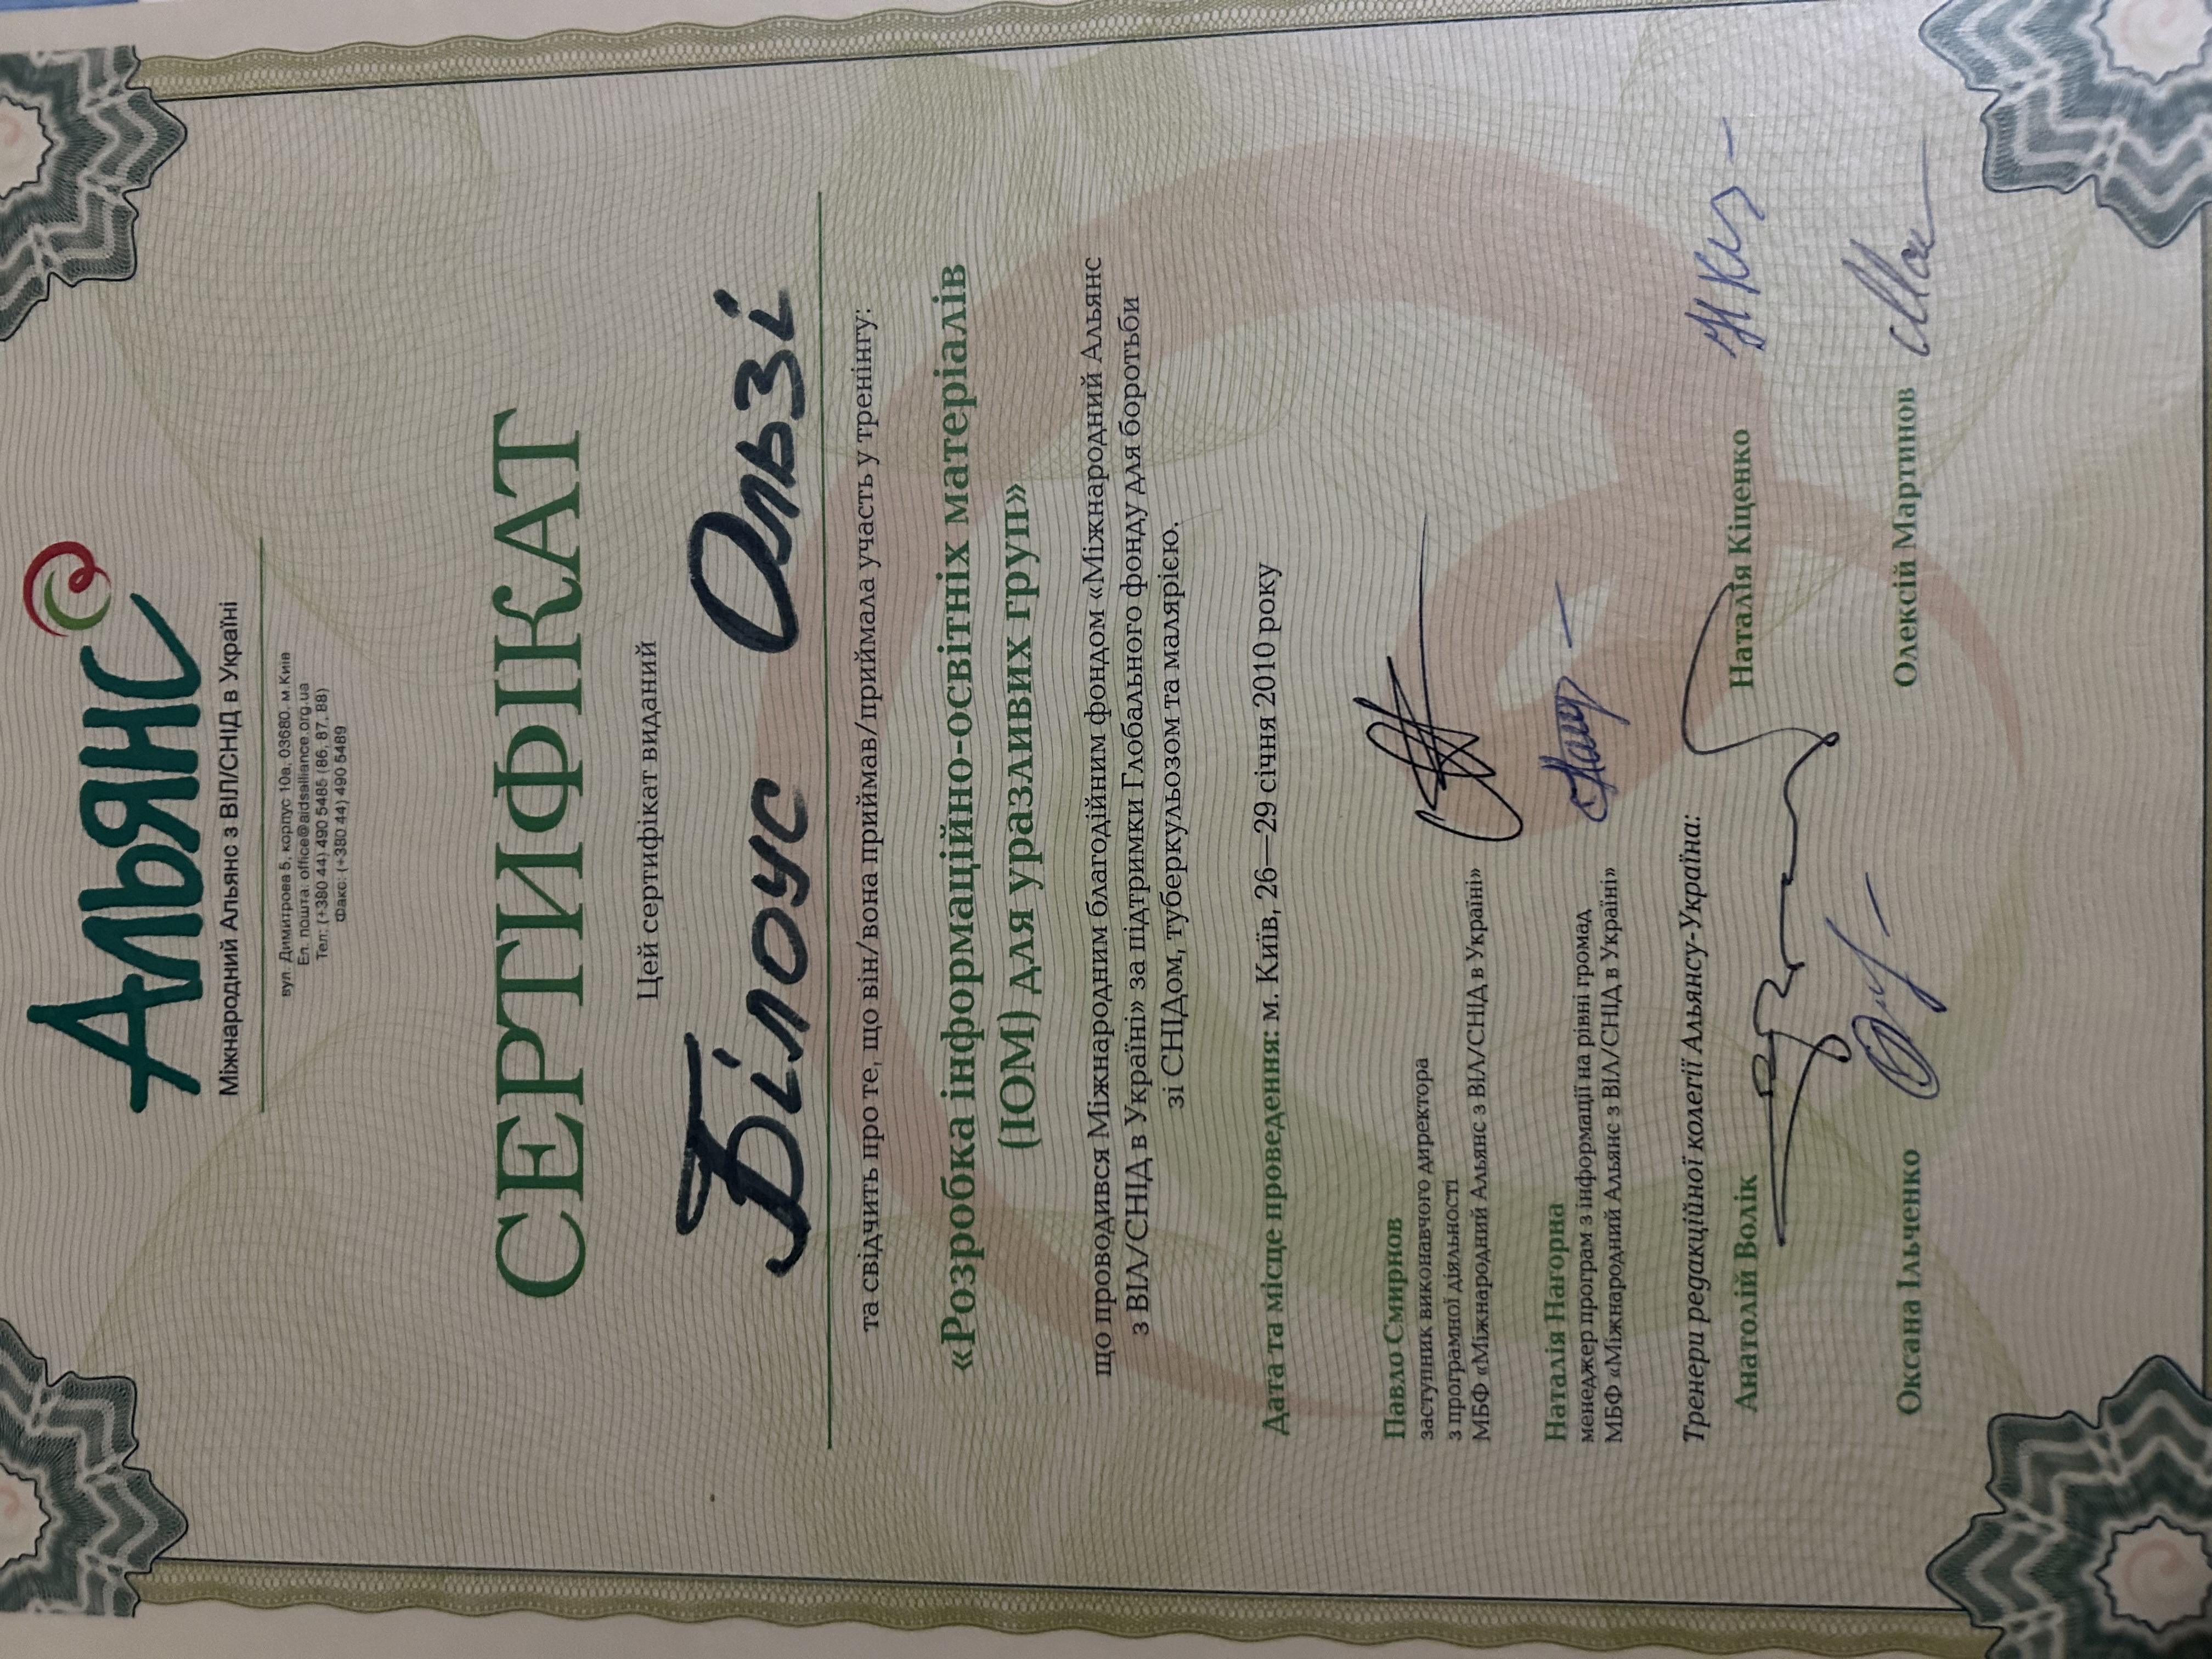 Альянс
Міжнародний Альянс з ВІЛ/СНІД в Україні
вул. Димитрова 5, корпус 10а, 03680, м.Київ
Ел. пошта: office@aidsalliance.org.ua
Тел: (+380 44) 490 5485 (86, 87, 88)
Факс: (+380 44) 490 5489
СЕРТИФІКАТ
Цей сертифікат виданий
Білоус Ользі
та свідчить про те, що він/вона приймав/приймала участь у тренінгу:
«Розробка інформаційно-освітніх матеріалів
(ІОМ) для уразливих груп»
що проводився Міжнародним благодійним фондом «Міжнародний Альянс
з ВІЛ/СНІД в Україні» за підтримки Глобального фонду для боротьби
зі СНІДом, туберкульозом та малярією.
Дата та місце проведення: м. Київ, 26—29 січня 2010 року
Павло Смирнов
заступник виконавчого директора
з програмної діяльності
МБФ «Міжнародний Альянс з ВІЛ/СНІД в Україні»
Наталія Нагорна
менеджер програм з інформації на рівні громад
МБФ «Міжнародний Альянс з ВІЛ/СНІД в Україні»
Тренери редакційної колегії Альянсу-Україна:
Анатолій Волік
Наталія Кіценко
Оксана Ільченко
Олексій Мартинов